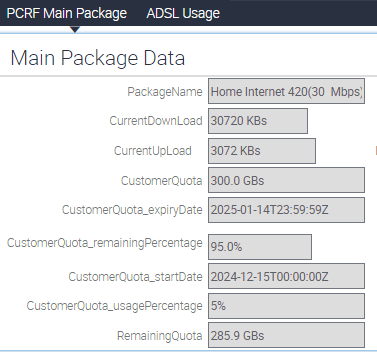 PCRF Main Package ADSL Usage
Main Package Data
PackageName Home Internet 420(30 Mbps)
CurrentDownLoad 30720 KBs
CurrentUpLoad 3072 KBs
CustomerQuota 300.0 GBs
CustomerQuota_expiryDate 2025-01-14T23:59:59Z
CustomerQuota_remainingPercentage 95.0%
CustomerQuota_startDate 2024-12-15T00:00:00Z
CustomerQuota_usagePercentage 5%
RemainingQuota 285.9 GBs